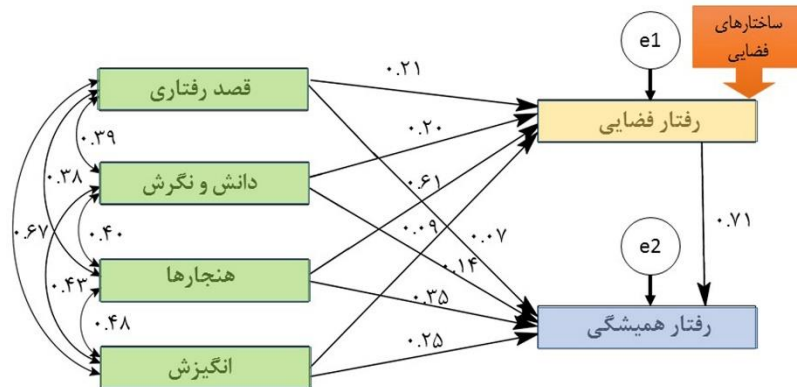 ساختارهای
فضایی
e1
قصد رفتاری
۰.۲۱
رفتار فضایی
۰.۳۹
۰.۲۰
دانش و نگرش
۰.۳۸
۰.۶۱
۰.۷۱
۰.۶۷
۰.۴۰
۰.۰۹
۰.۰۷
e2
۰.۱۴
هنجارها
۰.۴۳
۰.۳۵
رفتار همیشگی
۰.۴۸
۰.۲۵
انگیزش